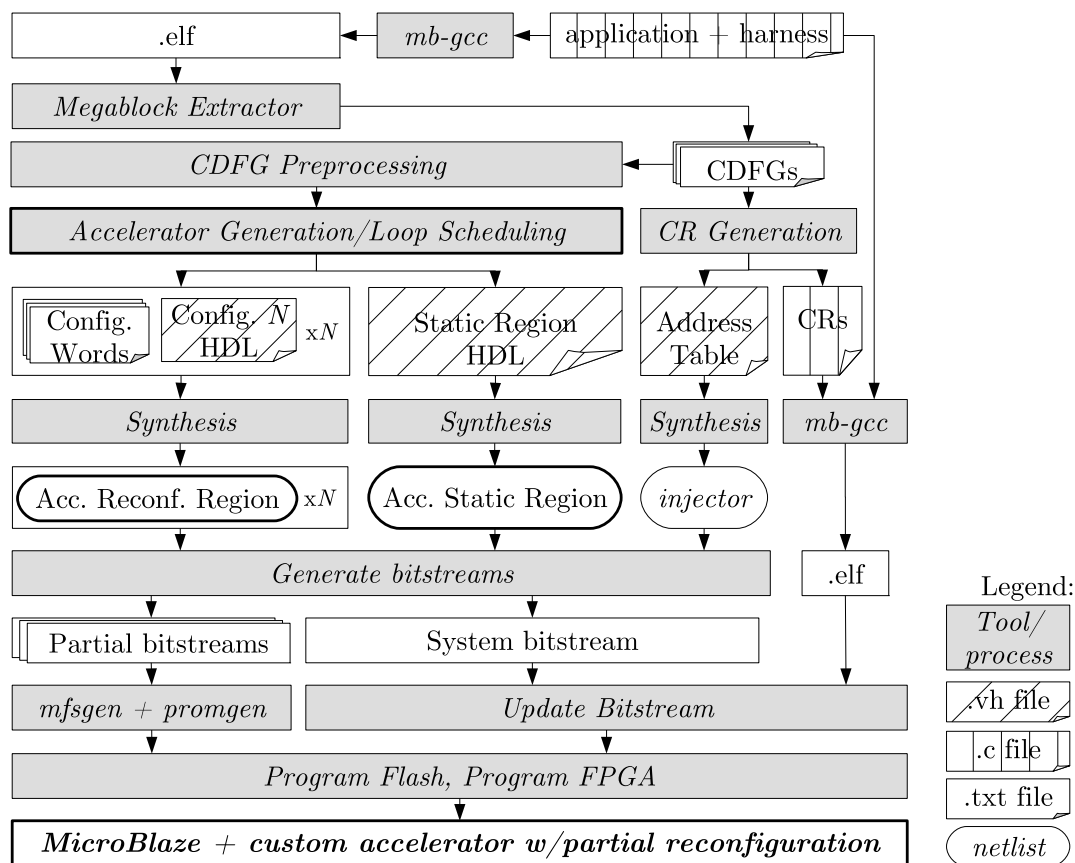 .elf
mb-gcc
application + harness
Megablock Extractor
CDFG Preprocessing
CDFGs
Accelerator Generation/Loop Scheduling
CR Generation
Config.
Words
Config. N
HDL
xN
Static Region
HDL
Address
Table
CRs
Synthesis
Synthesis
Synthesis
mb-gcc
Acc. Reconf. Region
xN
Acc. Static Region
injector
Generate bitstreams
.elf
Partial bitstreams
System bitstream
mfsgen + promgen
Update Bitstream
Program Flash, Program FPGA
MicroBlaze + custom accelerator w/partial reconfiguration
Legend:
Tool/
process
.vh file
.c file
.txt file
netlist